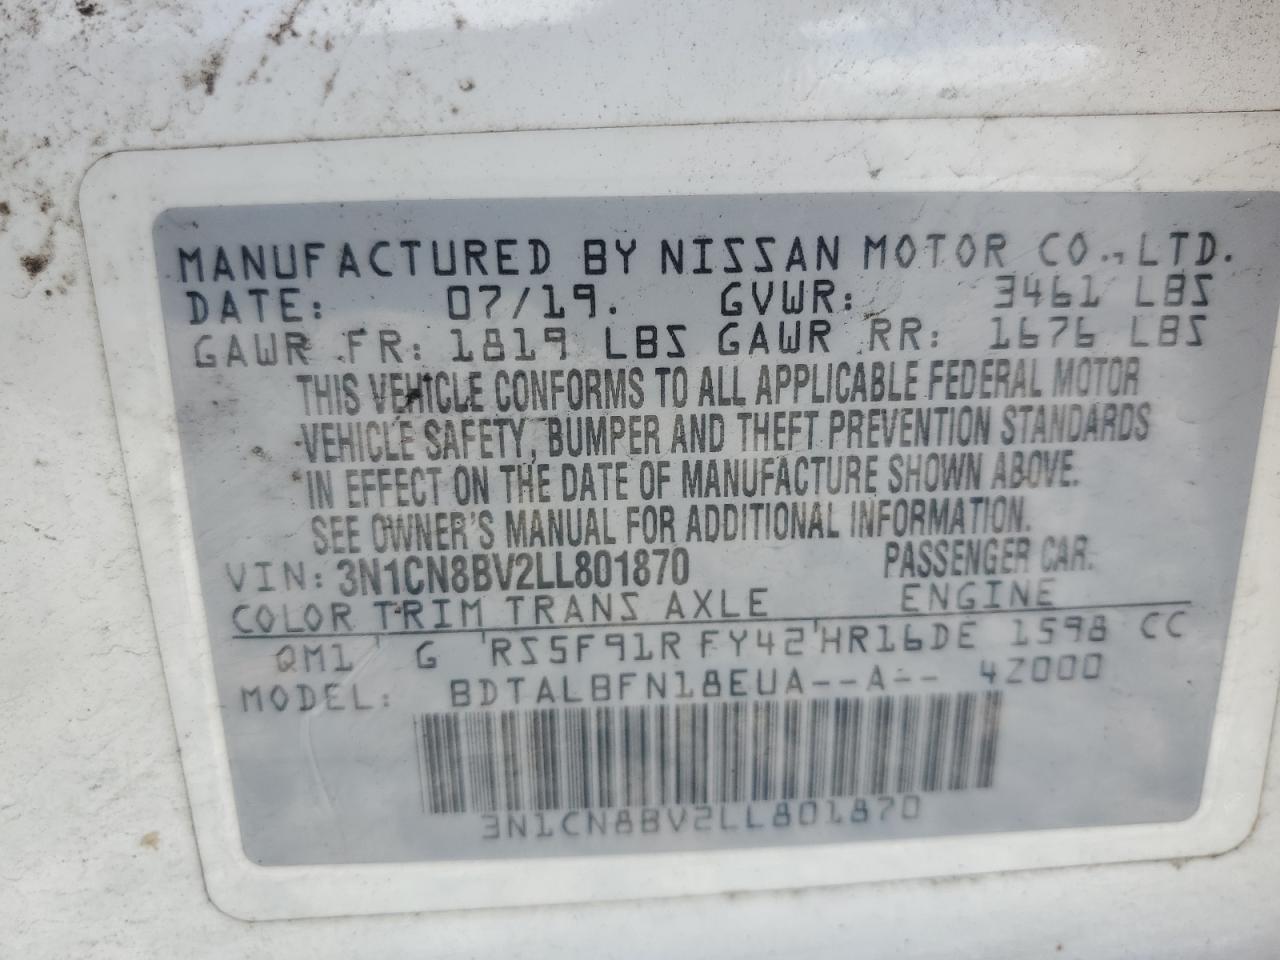 MANUFACTURED BY NISSAN MOTOR CO., LTD.
DATE: 07/19. GVWR: 3461 LBS
GAWR FR: 1819 LBS GAWR RR: 1676 LBS
THIS VEHICLE CONFORMS TO ALL APPLICABLE FEDERAL MOTOR
VEHICLE SAFETY, BUMPER AND THEFT PREVENTION STANDARDS
IN EFFECT ON THE DATE OF MANUFACTURE SHOWN ABOVE.
SEE OWNER'S MANUAL FOR ADDITIONAL INFORMATION.
VIN: 3N1CN8BV2LL801870 PASSENGER CAR.
COLOR TRIM TRANS AXLE ENGINE
QM1 G RS5F91R FY42 HR16DE 1598 CC
MODEL: BDTALBFN18EUA--A-- 4Z000
3N1CN8BV2LL801870